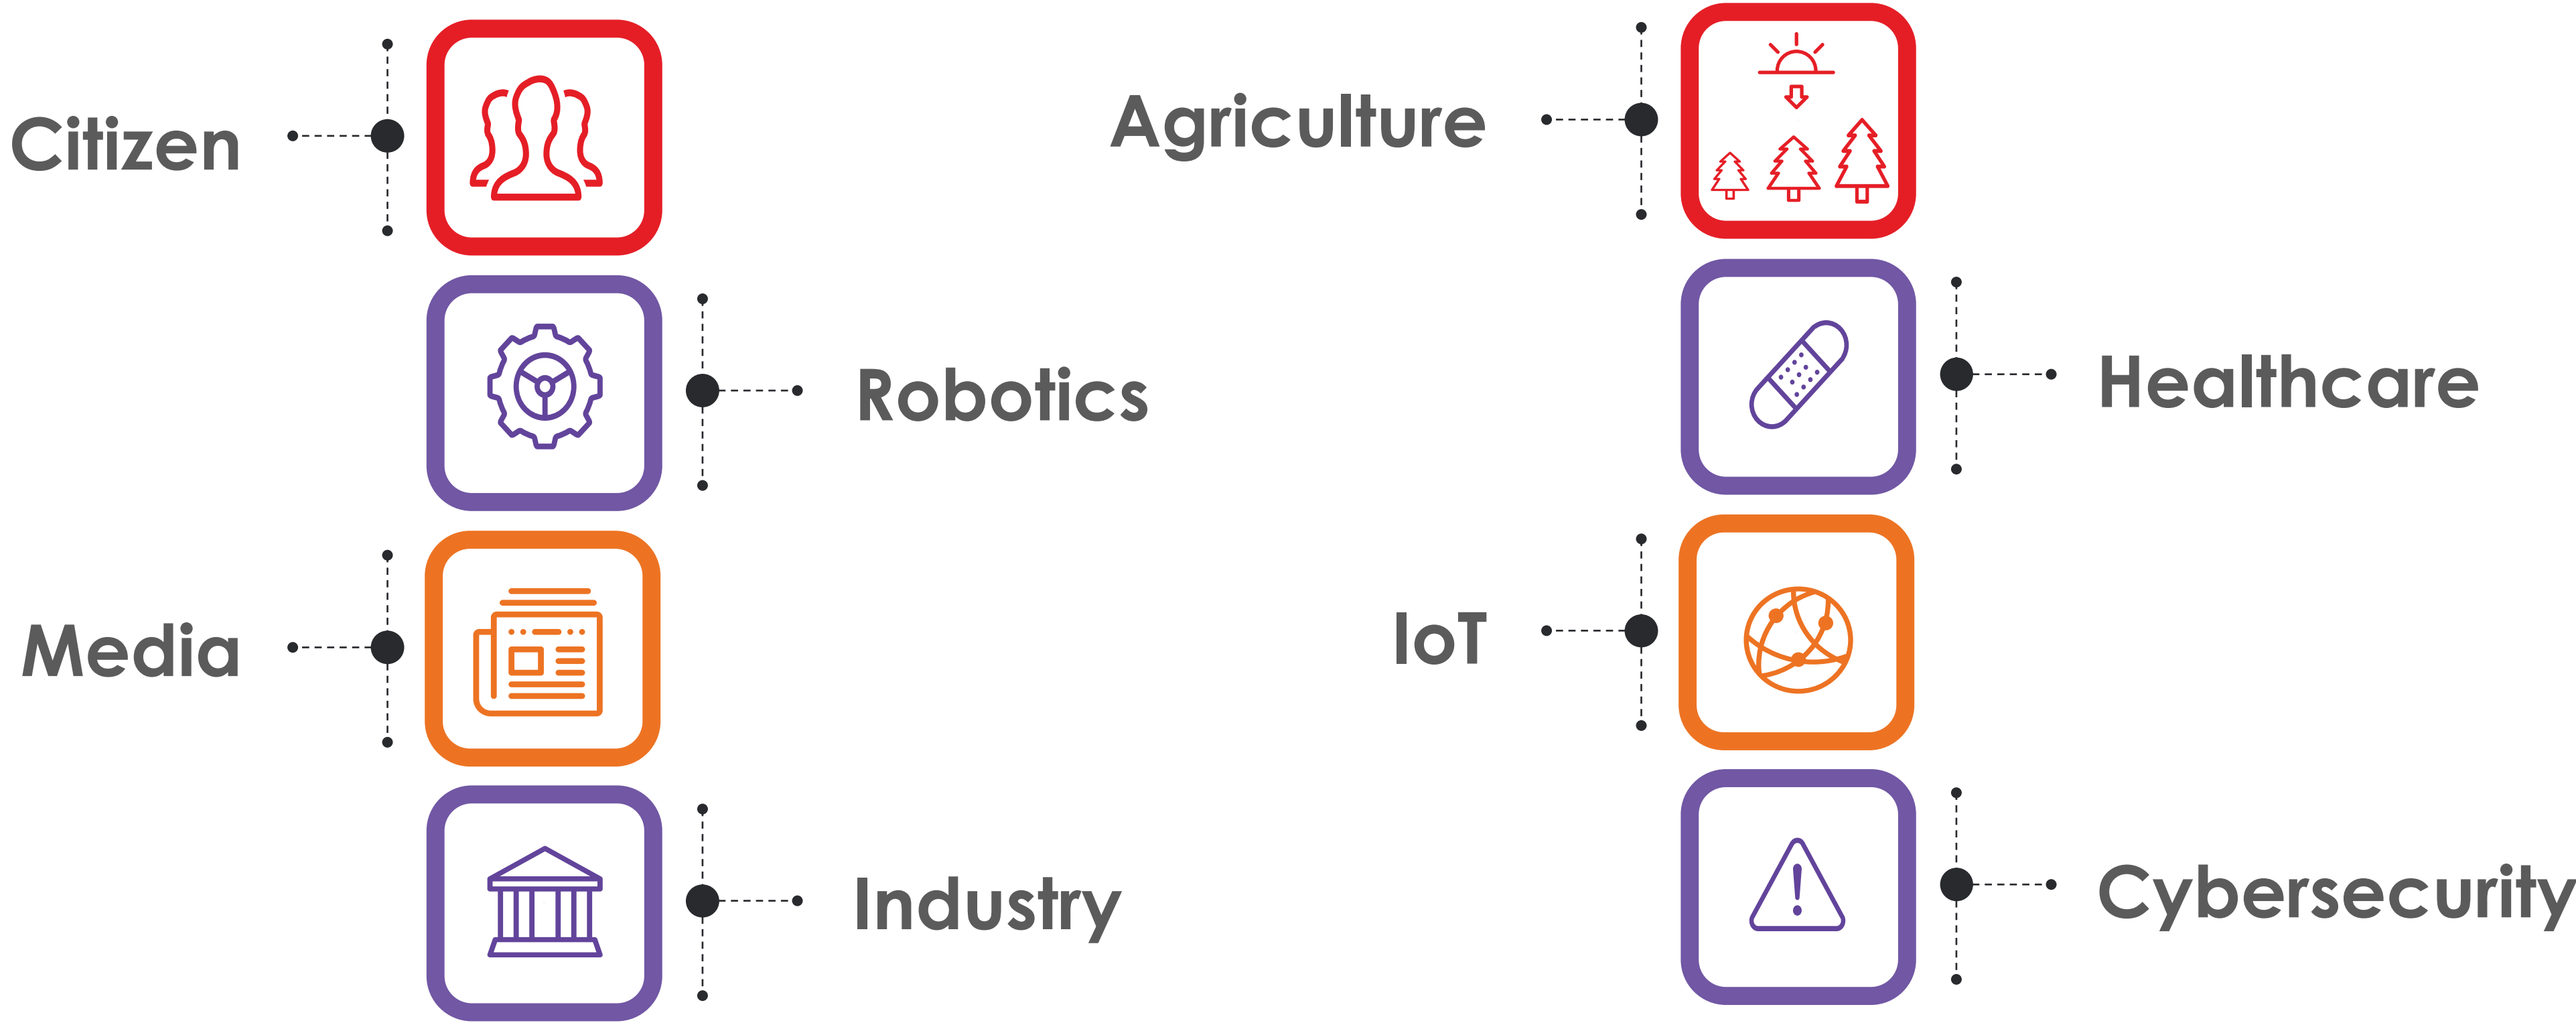 Citizen
Robotics
Media
Industry
Agriculture
Healthcare
IoT
Cybersecurity